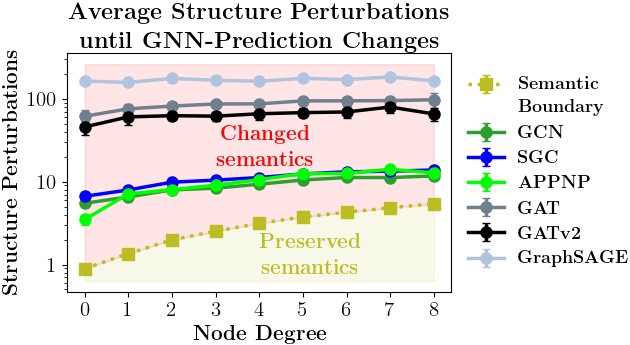 Average Structure Perturbations
until GNN-Prediction Changes
Structure Perturbations
100
10
1
Changed
semantics
Preserved
semantics
0 1 2 3 4 5 6 7 8
Node Degree
Semantic
Boundary
GCN
SGC
APPNP
GAT
GATv2
GraphSAGE